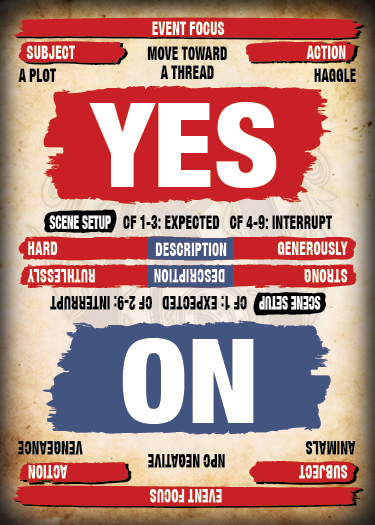 EVENT FOCUS
SUBJECT MOVE TOWARD ACTION
A PLOT A THREAD HAGGLE
YES
SCENE SETUP CF 1-3: EXPECTED CF 4-9: INTERRUPT
HARD DESCRIPTION GENEROUSLY
EVENT FOCUS
SUBJECT NPC NEGATIVE ACTION
ANIMALS VENGEANCE
NO
SCENE SETUP CF 1: EXPECTED CF 2-9: INTERRUPT
STRONG DESCRIPTION RUTHLESSLY